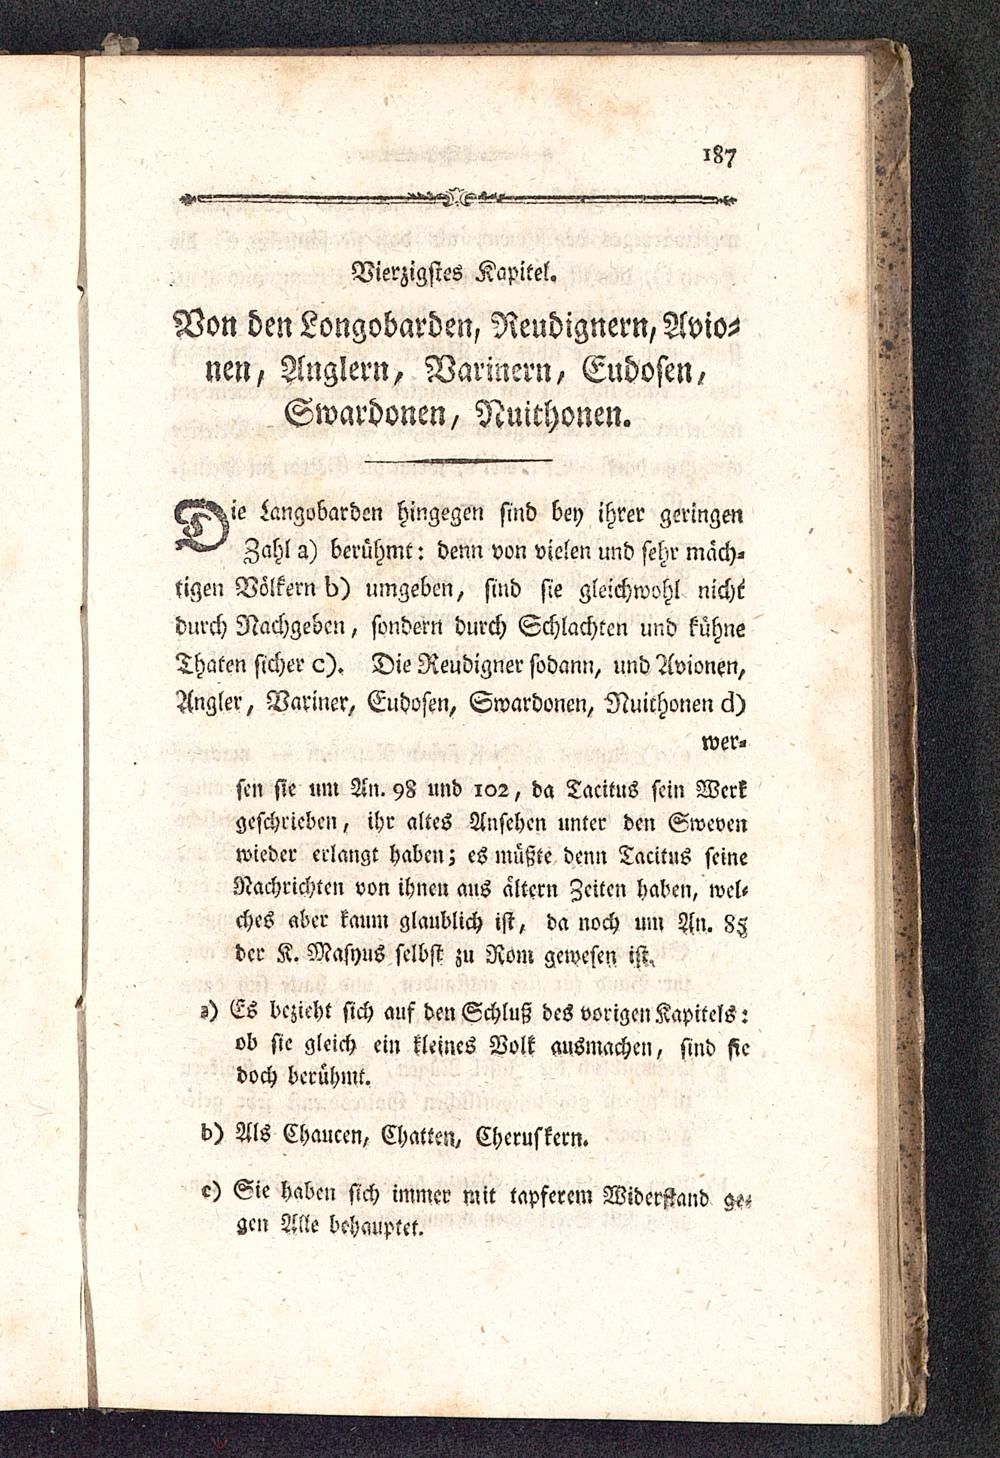 187
Vierzigstes Kapitel.
Von den Longobarden, Reudignern, Avio-
nen, Anglern, Varinern, Eudosen,
Swardonen, Nuithonen.
Die Langobarden hingegen sind bey ihrer geringen
Zahl a) berühmt: denn von vielen und sehr mäch-
tigen Völkern b) umgeben, sind sie gleichwohl nicht
durch Nachgeben, sondern durch Schlachten und kühne
Thaten sicher c). Die Reudigner sodann, und Avionen,
Angler, Variner, Eudosen, Swardonen, Nuithonen d)
wer-
sen sie um An. 98 und 102, da Tacitus sein Werk
geschrieben, ihr altes Ansehen unter den Sweven
wieder erlangt haben; es müßte denn Tacitus seine
Nachrichten von ihnen aus ältern Zeiten haben, wel-
ches aber kaum glaublich ist, da noch um An. 85
der K. Masyus selbst zu Rom gewesen ist.
a) Es bezieht sich auf den Schluß des vorigen Kapitels:
ob sie gleich ein kleines Volk ausmachen, sind sie
doch berühmt.
b) Als Chaucen, Chatten, Cheruskern.
c) Sie haben sich immer mit tapferem Widerstand ge-
gen Alle behauptet.